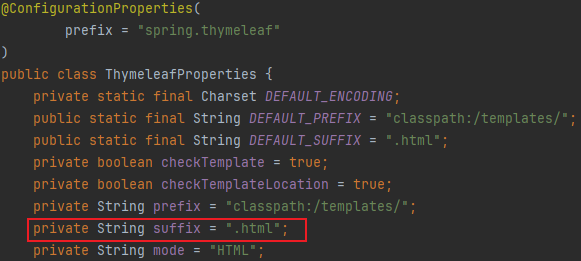 @ConfigurationProperties(
prefix = "spring.thymeleaf"
)
public class ThymeleafProperties {
private static final Charset DEFAULT_ENCODING;
public static final String DEFAULT_PREFIX = "classpath:/templates/";
public static final String DEFAULT_SUFFIX = ".html";
private boolean checkTemplate = true;
private boolean checkTemplateLocation = true;
private String prefix = "classpath:/templates/";
private String suffix = ".html";
private String mode = "HTML";